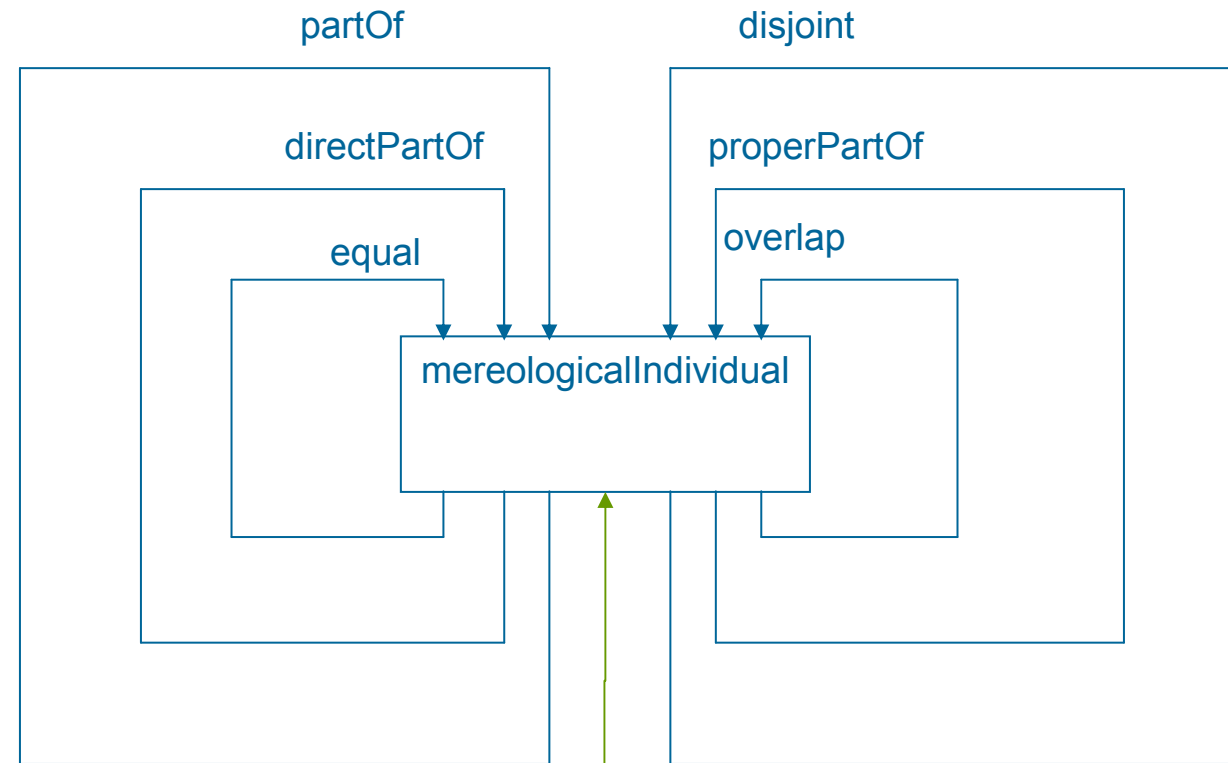 partOf
disjoint
directPartOf
properPartOf
equal
overlap
mereologicalIndividual